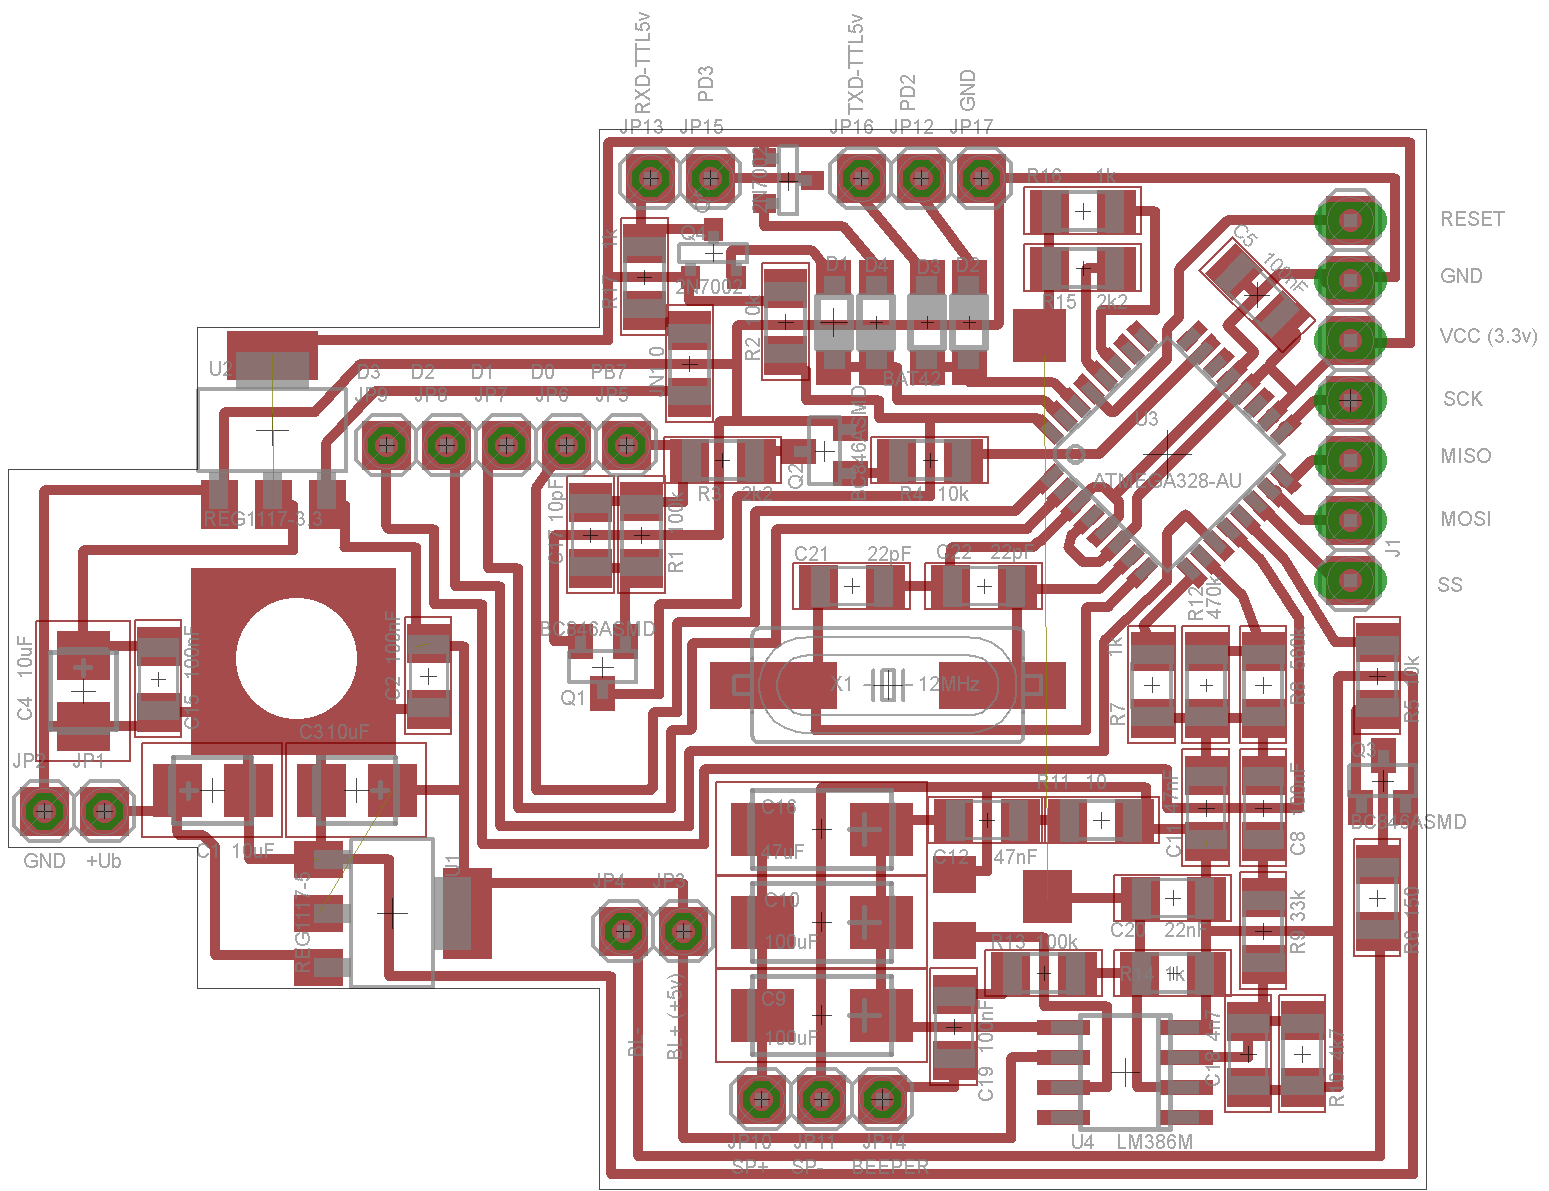 RXD-TTL5v
PD3
TXD-TTL5v
PD2
GND
JP13
JP15
JP16
JP12
JP17
2N7002
R16
1k
RESET
Q4
2N7002
R17
1k
C5
100nF
D1
D4
D3
D2
R15
2k2
GND
R2
10k
VCC (3.3v)
U2
D3
D2
D1
D0
PB7
JP9
JP8
JP7
JP6
JP5
BAT42
SCK
U3
ATMEGA328-AU
Q2
BC846ASMD
MISO
R3
2k2
R4
10k
REG1117-3.3
C17
10pF
R1
100k
MOSI
J1
C21
22pF
C22
22pF
SS
R12
470k
BC846ASMD
Q1
C4
10uF
C15
100nF
C2
100nF
X1
12MHz
R7
1k
R5
10k
C3
10uF
Q3
BC846ASMD
JP2
JP1
GND
+Ub
C1
10uF
REG1117-5
U1
R11
10
47uF
C12
47nF
C11
47nF
C8
100nF
JP4
JP3
C10
100uF
C20
22nF
R9
33k
R6
150
R13
100k
R14
1k
BL-
BL+ (+5v)
C9
100uF
C19
100nF
C18
4n7
4k7
U4
LM386M
JP10
JP11
JP14
SP+
SP-
BEEPER